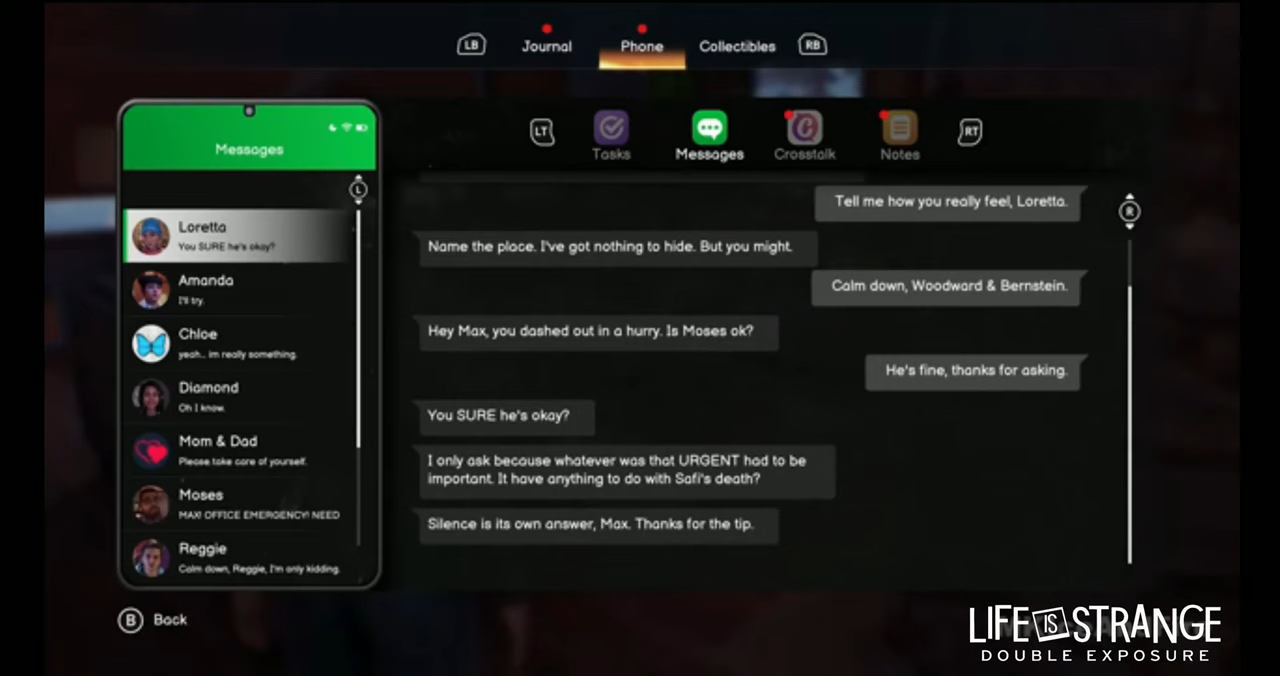 LB Journal Phone Collectibles RB
Messages
L
Loretta
You SURE he's okay?
Amanda
I'll try.
Chloe
yeah... im really something.
Diamond
Oh I know.
Mom & Dad
Please take care of yourself.
Moses
MAX! OFFICE EMERGENCY! NEED
Reggie
Calm down, Reggie, I'm only kidding.
LT Tasks Messages Crosstalk Notes RT
R
Tell me how you really feel, Loretta.
Name the place. I've got nothing to hide. But you might.
Calm down, Woodward & Bernstein.
Hey Max, you dashed out in a hurry. Is Moses ok?
He's fine, thanks for asking.
You SURE he's okay?
I only ask because whatever was that URGENT had to be
important. It have anything to do with Safi's death?
Silence is its own answer, Max. Thanks for the tip.
B Back
LIFE IS STRANGE
DOUBLE EXPOSURE